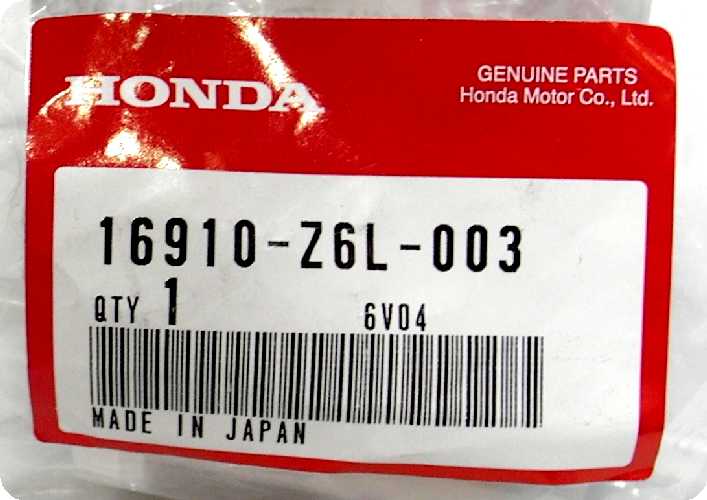 HONDA
GENUINE PARTS
Honda Motor Co., Ltd.
16910-Z6L-003
QTY 1 6V04
MADE IN JAPAN